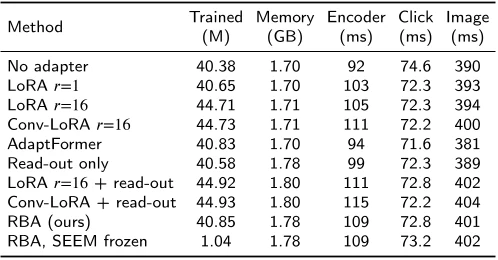 Method Trained Memory Encoder Click Image
(M) (GB) (ms) (ms) (ms)
No adapter 40.38 1.70 92 74.6 390
LoRA r=1 40.65 1.70 103 72.3 393
LoRA r=16 44.71 1.71 105 72.3 394
Conv-LoRA r=16 44.73 1.71 111 72.2 400
AdaptFormer 40.83 1.70 94 71.6 381
Read-out only 40.58 1.78 99 72.3 389
LoRA r=16 + read-out 44.92 1.80 111 72.8 402
Conv-LoRA + read-out 44.93 1.80 115 72.2 404
RBA (ours) 40.85 1.78 109 72.8 401
RBA, SEEM frozen 1.04 1.78 109 73.2 402